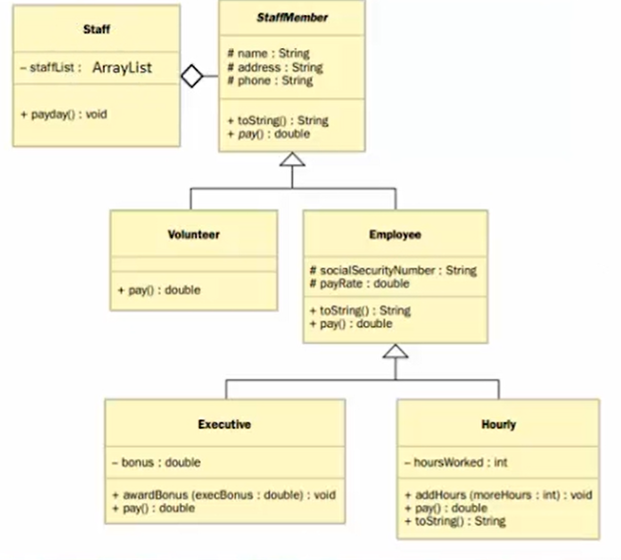 Staff
– staffList : ArrayList
+ payday() : void
StaffMember
# name : String
# address : String
# phone : String
+ toString() : String
+ pay() : double
Volunteer
+ pay() : double
Employee
# socialSecurityNumber : String
# payRate : double
+ toString() : String
+ pay() : double
Executive
– bonus : double
+ awardBonus (execBonus : double) : void
+ pay() : double
Hourly
– hoursWorked : int
+ addHours (moreHours : int) : void
+ pay() : double
+ toString() : String